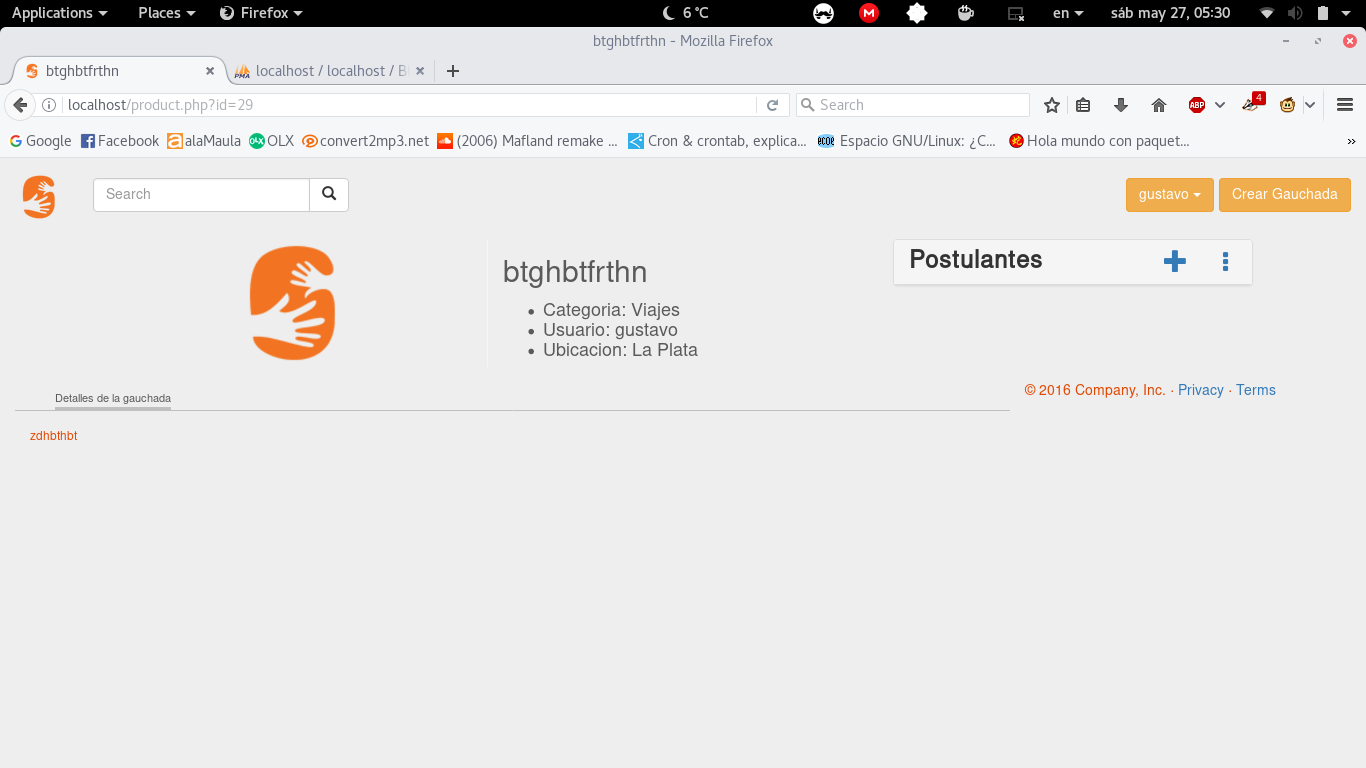 Applications Places Firefox 6 °C M en sáb may 27, 05:30
btghbtfrthn - Mozilla Firefox
btghbtfrthn PMA localhost / localhost / B
localhost/product.php?id=29 Search ABP 4
Google Facebook alaMaula OLX convert2mp3.net (2006) Mafland remake ... Cron & crontab, explica... Espacio GNU/Linux: ¿C... Hola mundo con paquet...
Search gustavo Crear Gauchada
btghbtfrthn
Postulantes
Categoria: Viajes
Usuario: gustavo
Ubicacion: La Plata
© 2016 Company, Inc. · Privacy · Terms
Detalles de la gauchada
zdhbthbt